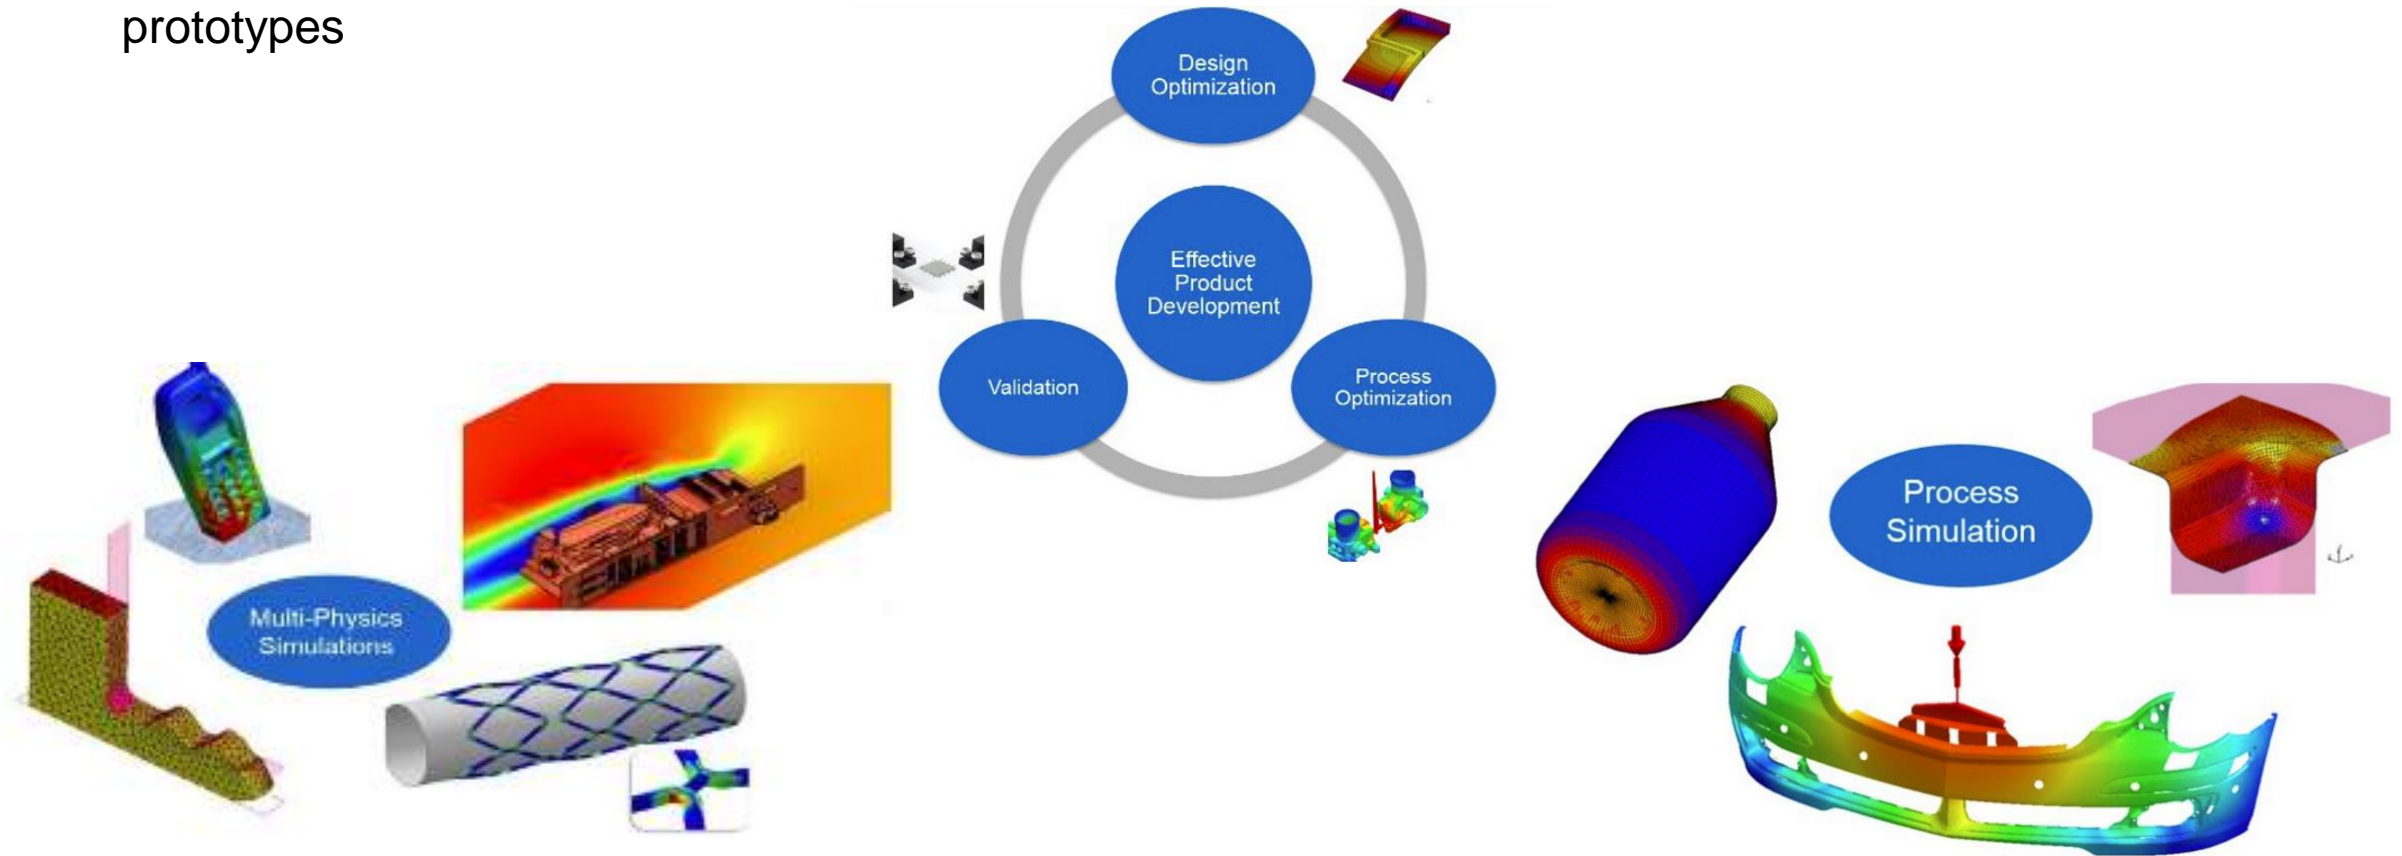 prototypes
Design
Optimization
Effective
Product
Development
Validation
Process
Optimization
Multi-Physics
Simulations
Process
Simulation